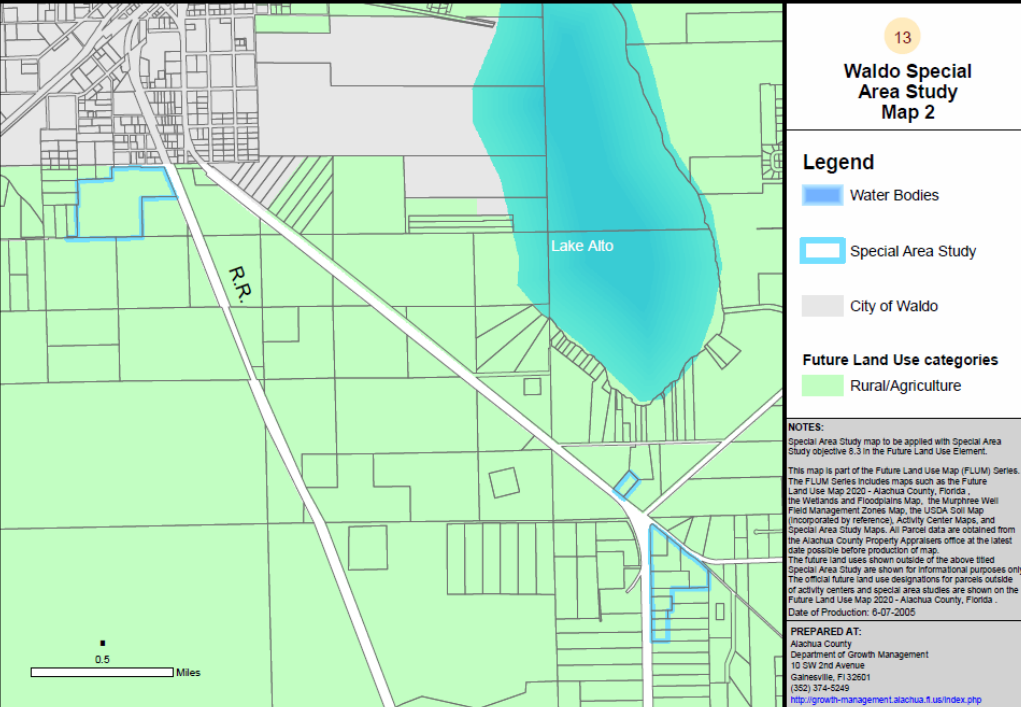 Lake Alto
R.R.
0.5
Miles
13
Waldo Special
Area Study
Map 2
Legend
Water Bodies
Special Area Study
City of Waldo
Future Land Use categories
Rural/Agriculture
NOTES:
Special Area Study map to be applied with Special Area
Study objective 8.3 in the Future Land Use Element.
This map is part of the Future Land Use Map (FLUM) Series.
The FLUM Series includes maps such as the Future
Land Use Map 2020 - Alachua County, Florida ,
the Wetlands and Floodplains Map, the Murphree Well
Field Management Zones Map, the USDA Soil Map
(incorporated by reference), Activity Center Maps, and
Special Area Study Maps. All Parcel data are obtained from
the Alachua County Property Appraisers office at the latest
date possible before production of map.
The future land uses shown outside of the above titled
Special Area Study are shown for informational purposes only.
The official future land use designations for parcels outside
of activity centers and special area studies are shown on the
Future Land Use Map 2020 - Alachua County, Florida .
Date of Production: 6-07-2005
PREPARED AT:
Alachua County
Department of Growth Management
10 SW 2nd Avenue
Gainesville, Fl 32601
(352) 374-5249
http://growth-management.alachua.fl.us/index.php